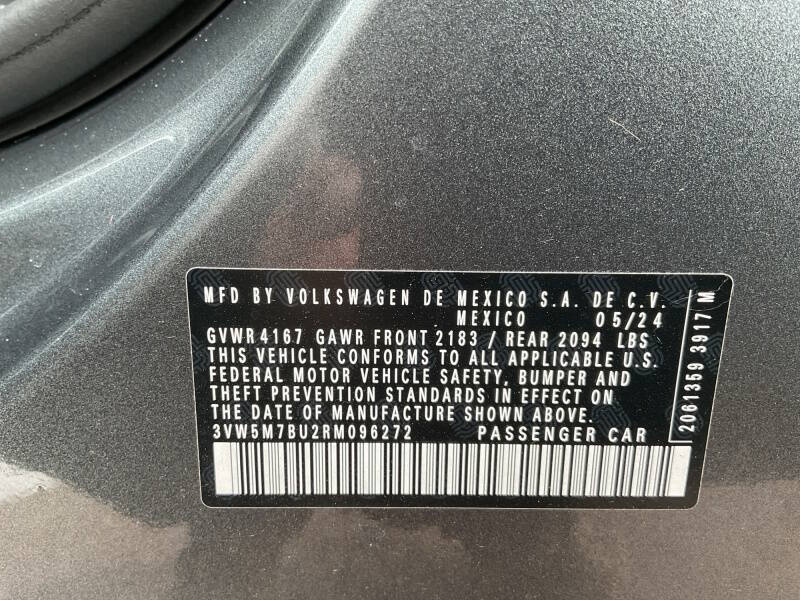 MFD BY VOLKSWAGEN DE MEXICO S.A. DE C.V.
MEXICO 05/24
GVWR 4167 GAWR FRONT 2183 / REAR 2094 LBS
THIS VEHICLE CONFORMS TO ALL APPLICABLE U.S.
FEDERAL MOTOR VEHICLE SAFETY, BUMPER AND
THEFT PREVENTION STANDARDS IN EFFECT ON
THE DATE OF MANUFACTURE SHOWN ABOVE.
3VW5M7BU2RM096272 PASSENGER CAR
2061359 3917 M